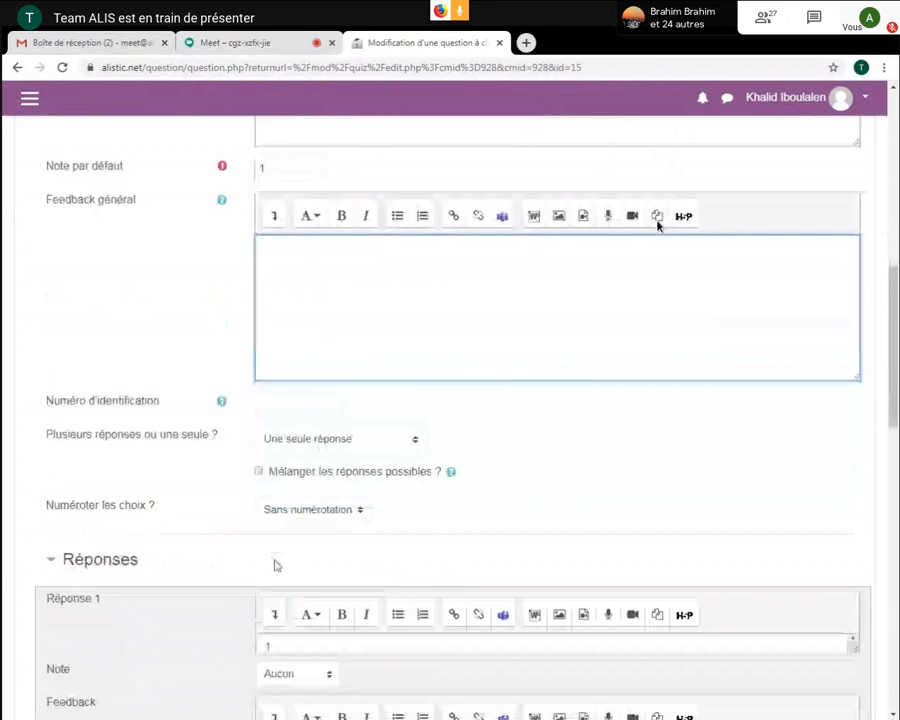 T Team ALIS est en train de présenter
Brahim Brahim
et 24 autres
27
A
Vous
Boîte de réception (2) - meet@a
Meet – cgz-xzfx-jie
Modification d'une question à c
alistic.net/question/question.php?returnurl=%2Fmod%2Fquiz%2Fedit.php%3Fcmid%3D928&cmid=928&id=15
T
Khalid Iboulalen
Note par défaut
1
Feedback général
A B I H-P
Numéro d'identification
Plusieurs réponses ou une seule ?
Une seule réponse
Mélanger les réponses possibles ?
Numéroter les choix ?
Sans numérotation
Réponses
Réponse 1
A B I H-P
1
Note
Aucun
Feedback
A B I H-P